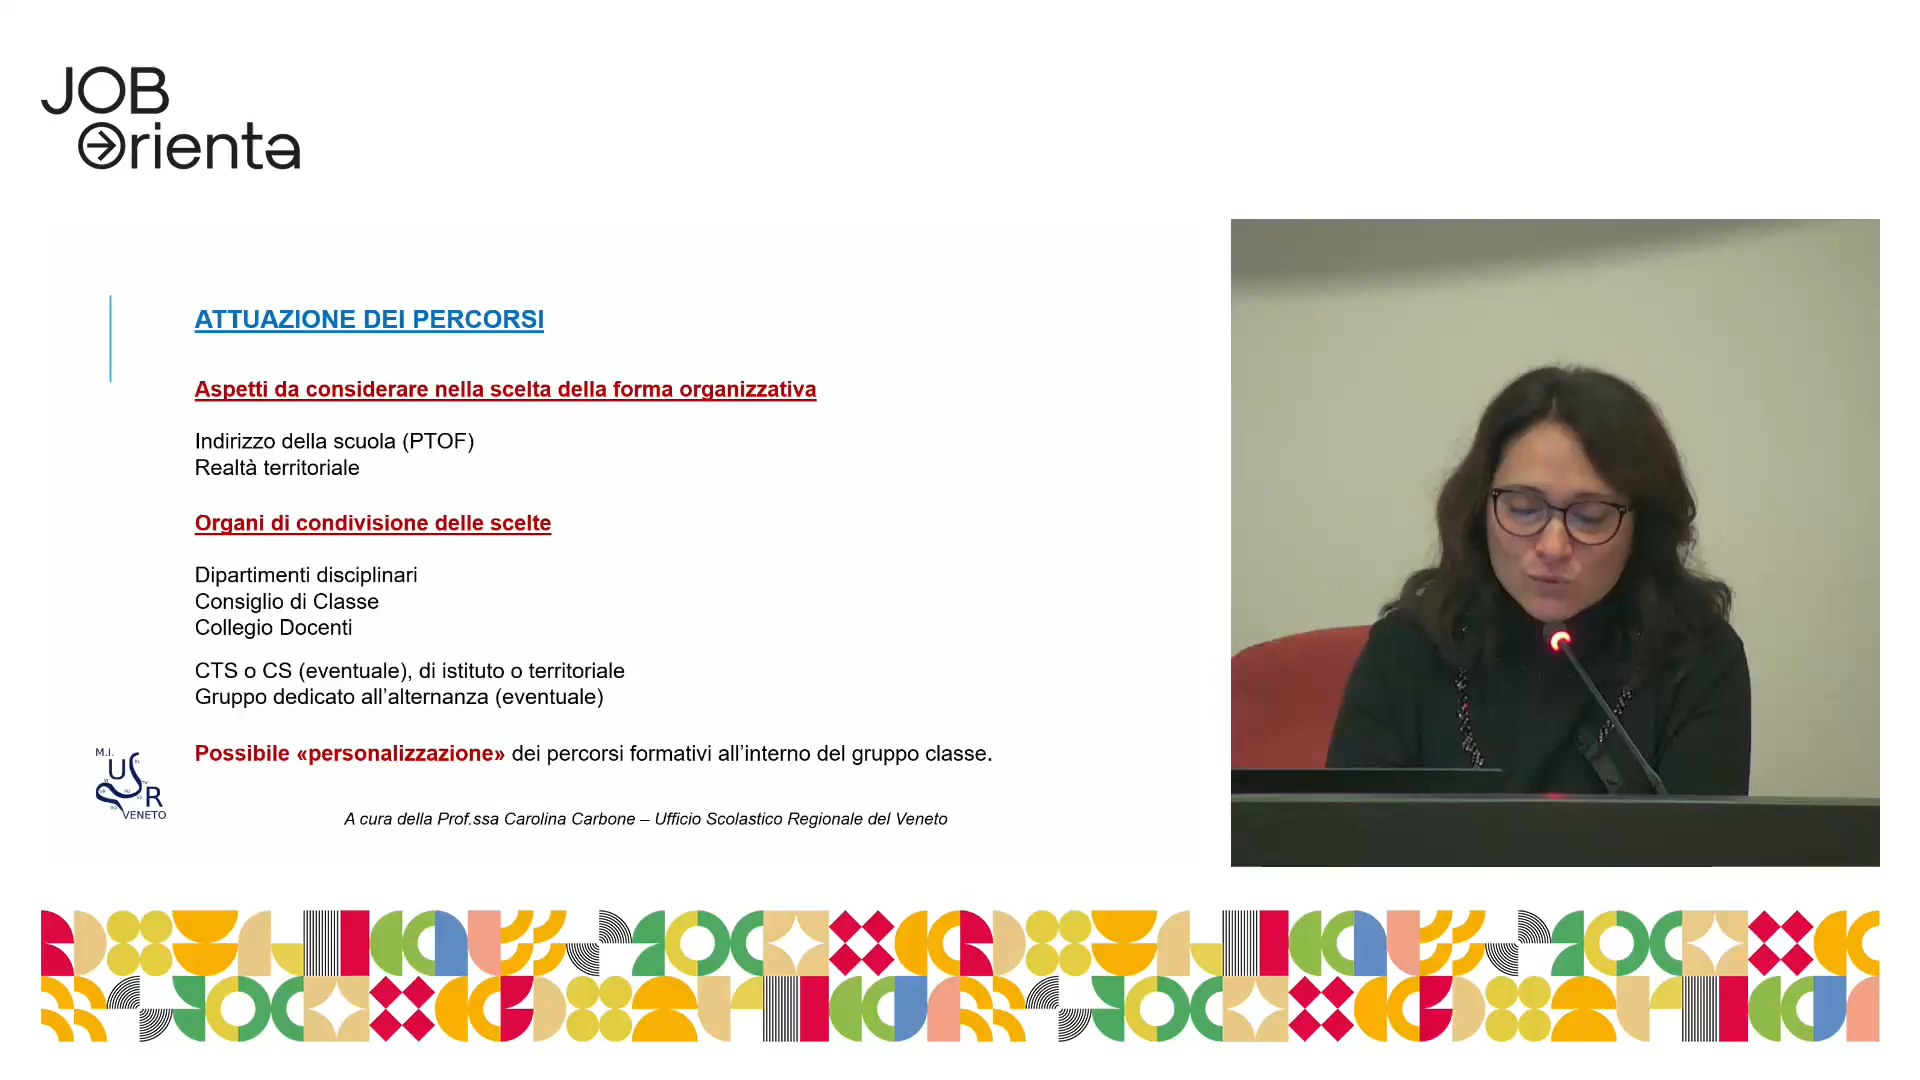 JOB
Orienta
ATTUAZIONE DEI PERCORSI
Aspetti da considerare nella scelta della forma organizzativa
Indirizzo della scuola (PTOF)
Realtà territoriale
Organi di condivisione delle scelte
Dipartimenti disciplinari
Consiglio di Classe
Collegio Docenti
CTS o CS (eventuale), di istituto o territoriale
Gruppo dedicato all’alternanza (eventuale)
Possibile «personalizzazione» dei percorsi formativi all’interno del gruppo classe.
M.I.
USR
VENETO
A cura della Prof.ssa Carolina Carbone – Ufficio Scolastico Regionale del Veneto